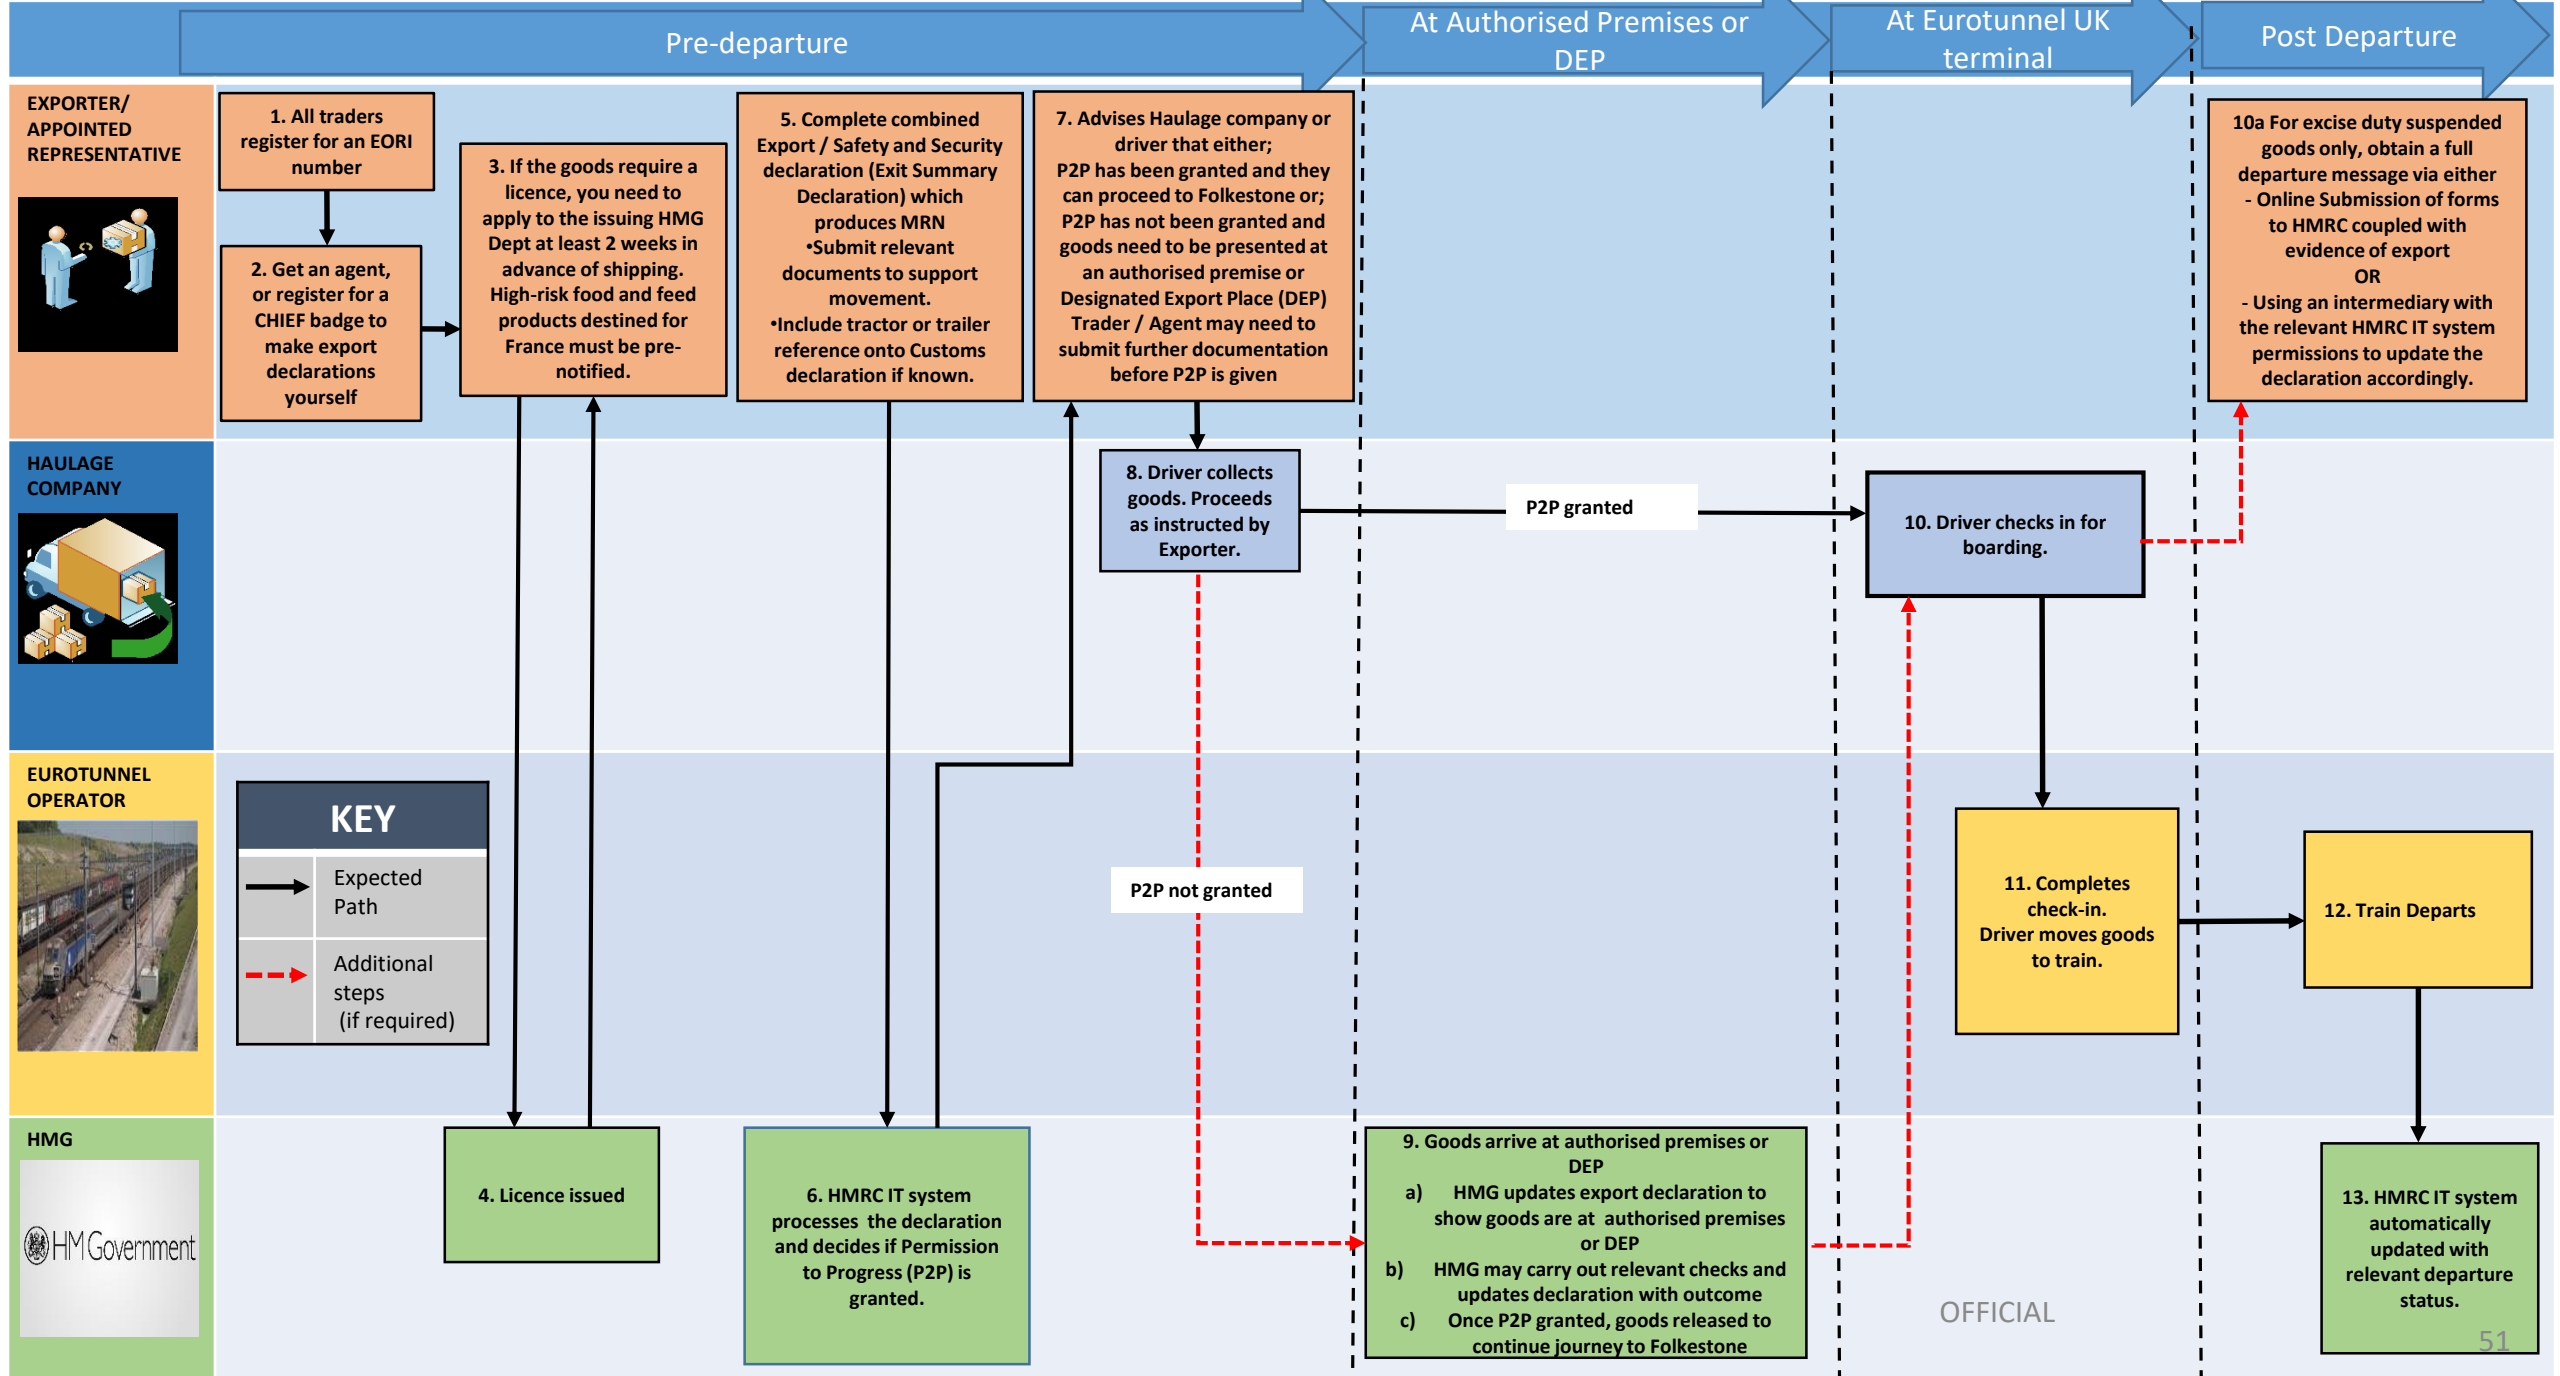 Pre-departure
At Authorised Premises or
DEP
At Eurotunnel UK
terminal
Post Departure
EXPORTER/
APPOINTED
REPRESENTATIVE
1. All traders
register for an EORI
number
2. Get an agent,
or register for a
CHIEF badge to
make export
declarations
yourself
3. If the goods require a
licence, you need to
apply to the issuing HMG
Dept at least 2 weeks in
advance of shipping.
High-risk food and feed
products destined for
France must be pre-
notified.
5. Complete combined
Export / Safety and Security
declaration (Exit Summary
Declaration) which
produces MRN
•Submit relevant
documents to support
movement.
•Include tractor or trailer
reference onto Customs
declaration if known.
7. Advises Haulage company or
driver that either;
P2P has been granted and they
can proceed to Folkestone or;
P2P has not been granted and
goods need to be presented at
an authorised premise or
Designated Export Place (DEP)
Trader / Agent may need to
submit further documentation
before P2P is given
10a For excise duty suspended
goods only, obtain a full
departure message via either
- Online Submission of forms
to HMRC coupled with
evidence of export
OR
- Using an intermediary with
the relevant HMRC IT system
permissions to update the
declaration accordingly.
HAULAGE
COMPANY
8. Driver collects
goods. Proceeds
as instructed by
Exporter.
P2P granted
10. Driver checks in for
boarding.
EUROTUNNEL
OPERATOR
KEY
Expected
Path
Additional
steps
(if required)
P2P not granted
11. Completes
check-in.
Driver moves goods
to train.
12. Train Departs
HMG
HM Government
4. Licence issued
6. HMRC IT system
processes the declaration
and decides if Permission
to Progress (P2P) is
granted.
9. Goods arrive at authorised premises or
DEP
a) HMG updates export declaration to
show goods are at authorised premises
or DEP
b) HMG may carry out relevant checks and
updates declaration with outcome
c) Once P2P granted, goods released to
continue journey to Folkestone
13. HMRC IT system
automatically
updated with
relevant departure
status.
OFFICIAL
51